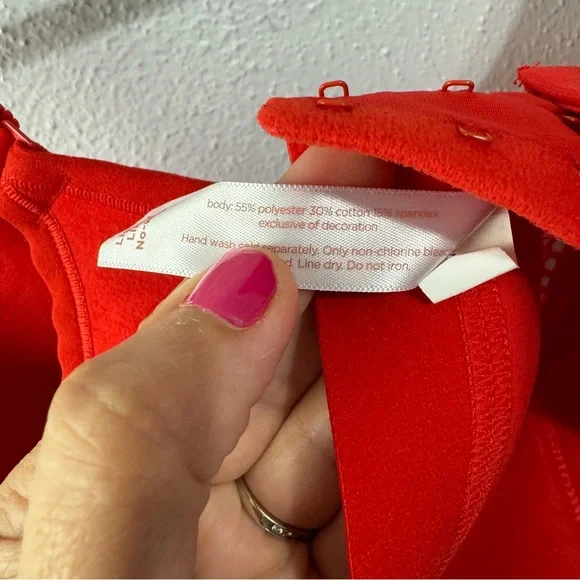 body: 55% polyester 30% cotton 15% spandex
exclusive of decoration
Hand wash cold separately. Only non-chlorine bleach
Line dry. Do not iron.